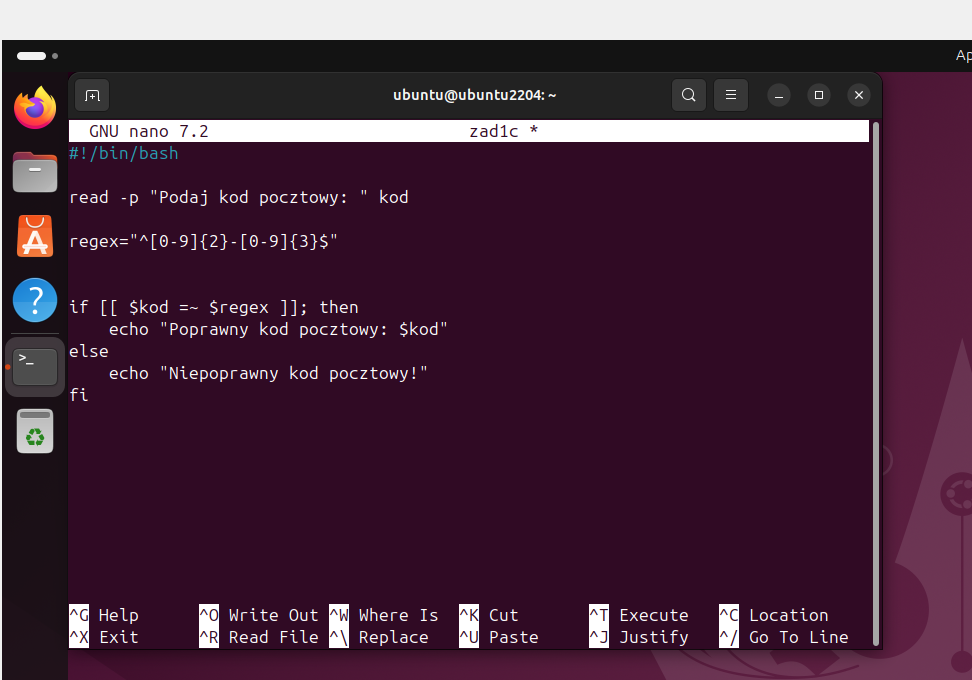 Ap
ubuntu@ubuntu2204: ~
GNU nano 7.2 zad1c *
#!/bin/bash
read -p "Podaj kod pocztowy: " kod
regex="^[0-9]{2}-[0-9]{3}$"
if [[ $kod =~ $regex ]]; then
    echo "Poprawny kod pocztowy: $kod"
else
    echo "Niepoprawny kod pocztowy!"
fi
^G Help ^O Write Out ^W Where Is ^K Cut ^T Execute ^C Location
^X Exit ^R Read File ^\ Replace ^U Paste ^J Justify ^/ Go To Line